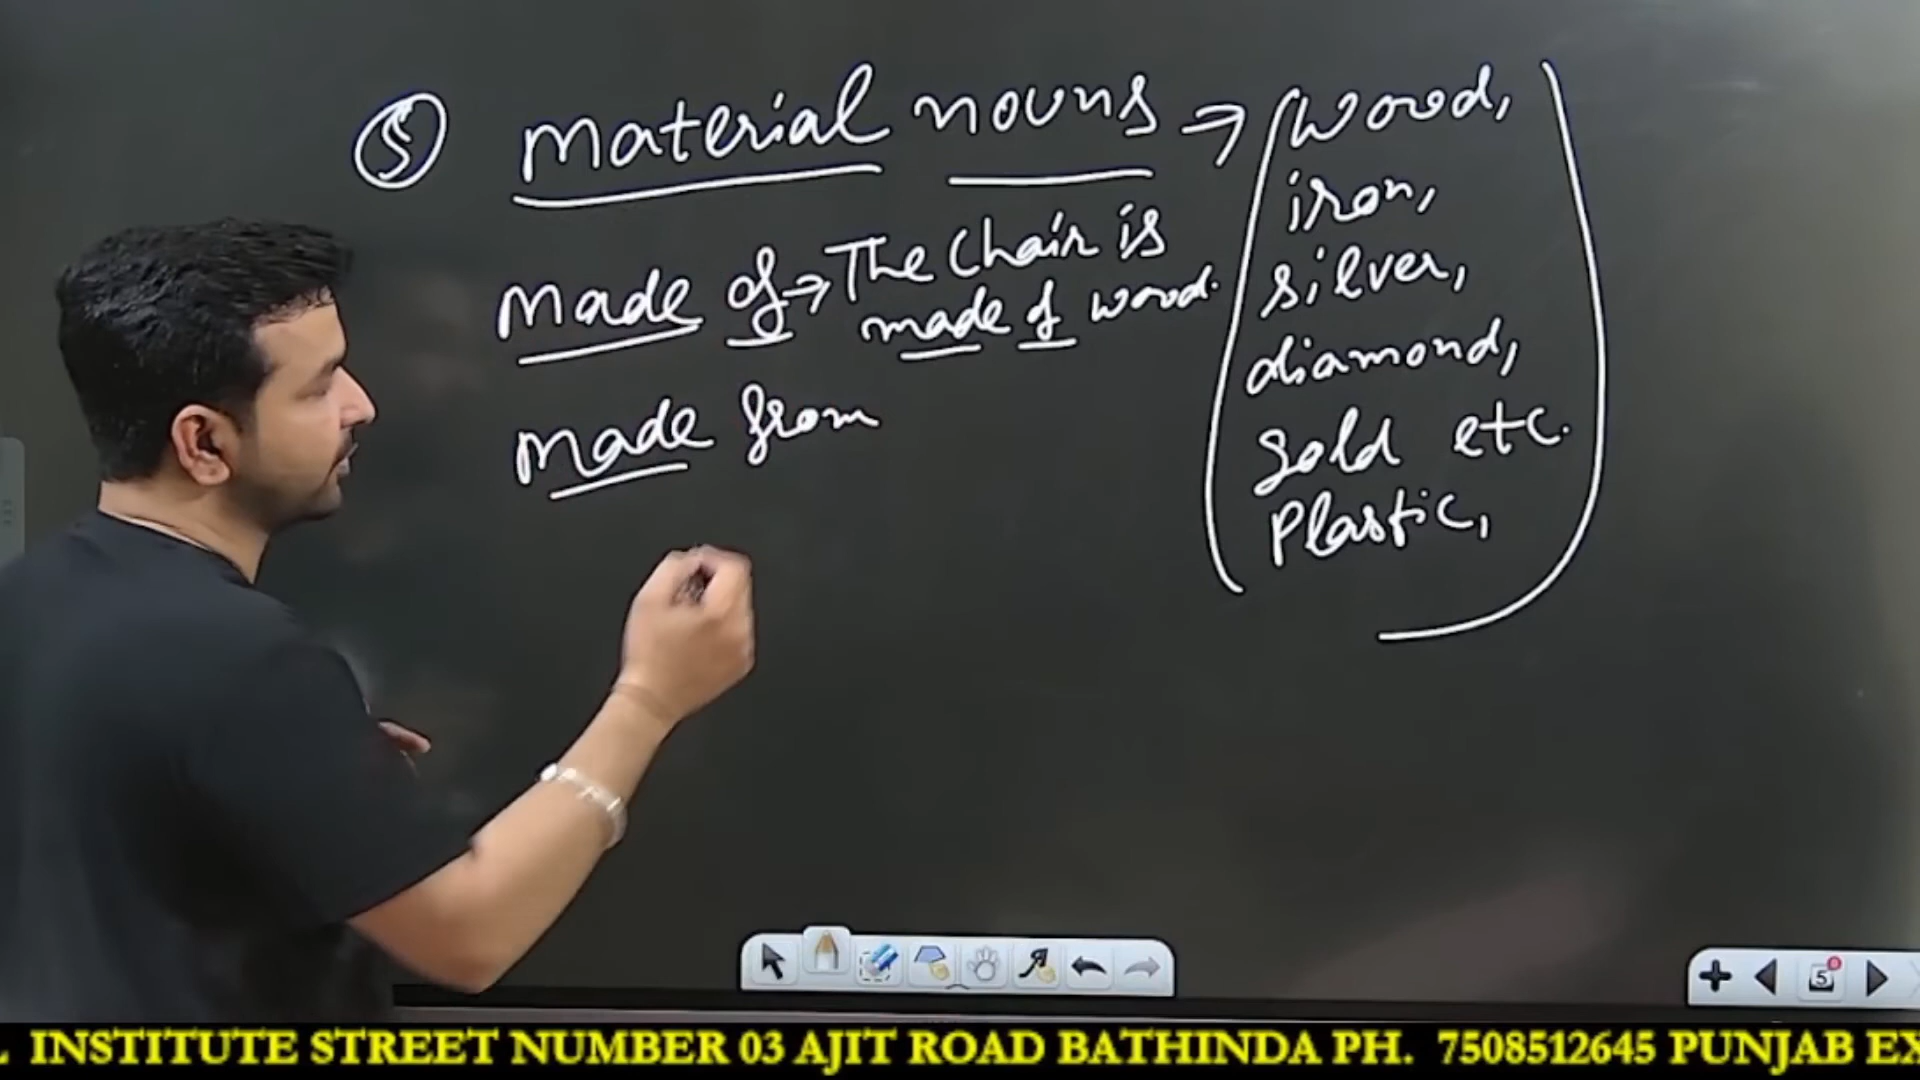 5 Material nouns → (wood,
iron,
silver,
diamond,
gold etc.
Plastic,)
Made of → The Chair is
made of wood.
Made from
5
INSTITUTE STREET NUMBER 03 AJIT ROAD BATHINDA PH. 7508512645 PUNJAB EX